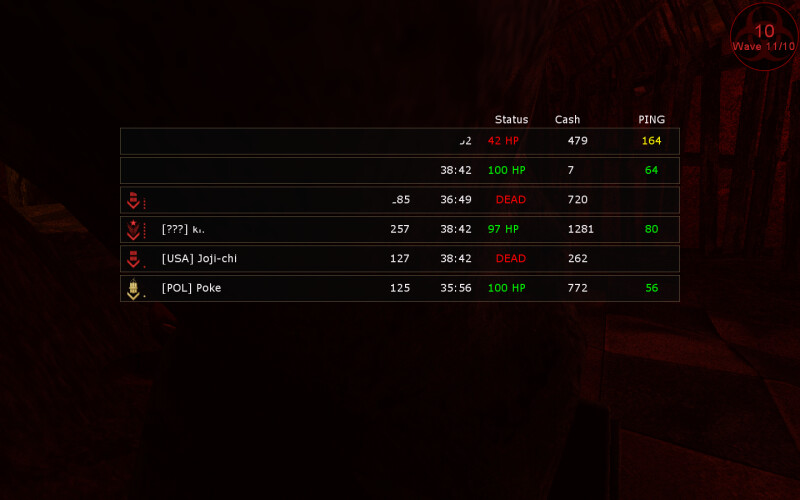 10
Wave 11/10
Status Cash PING
42 HP 479 164
38:42 100 HP 7 64
36:49 DEAD 720
[???] 257 38:42 97 HP 1281 80
[USA] Joji-chi 127 38:42 DEAD 262
[POL] Poke 125 35:56 100 HP 772 56